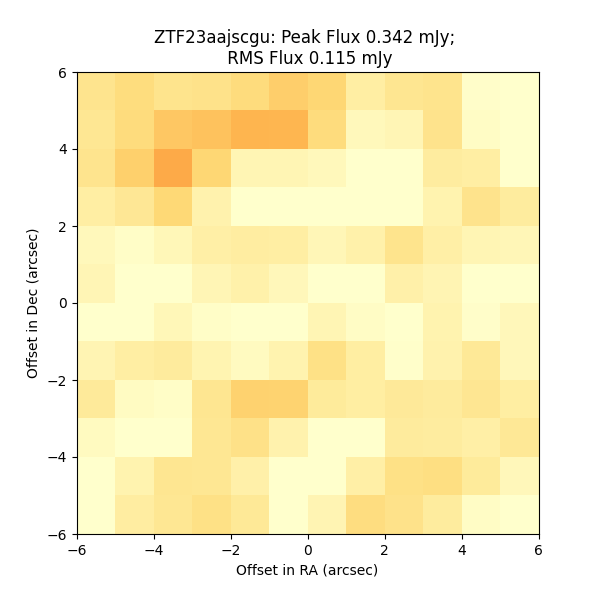 ZTF23aajscgu: Peak Flux 0.342 mJy;
RMS Flux 0.115 mJy
6
4
2
0
−2
−4
−6
Offset in Dec (arcsec)
−6 −4 −2 0 2 4 6
Offset in RA (arcsec)